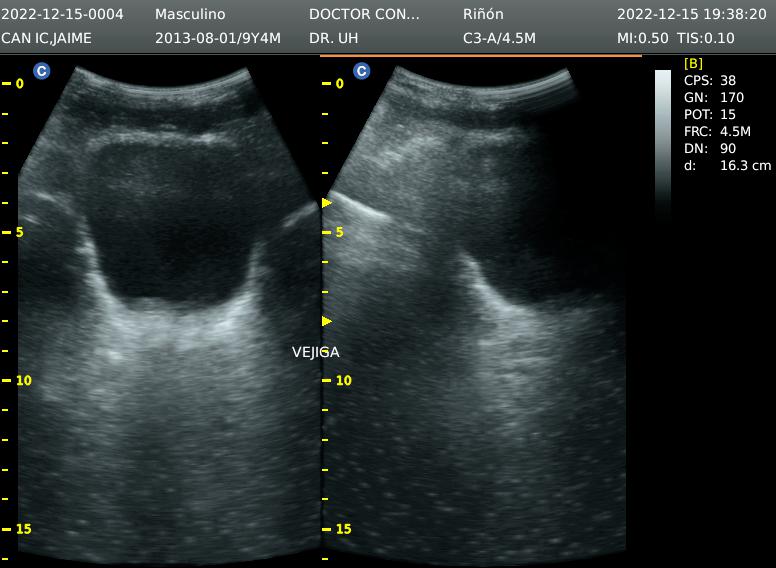 2022-12-15-0004 Masculino DOCTOR CON... Riñón 2022-12-15 19:38:20
CAN IC,JAIME 2013-08-01/9Y4M DR. UH C3-A/4.5M MI:0.50 TIS:0.10
C
C
[B]
CPS: 38
GN: 170
POT: 15
FRC: 4.5M
DN: 90
d: 16.3 cm
0
5
10
15
0
5
10
15
VEJIGA